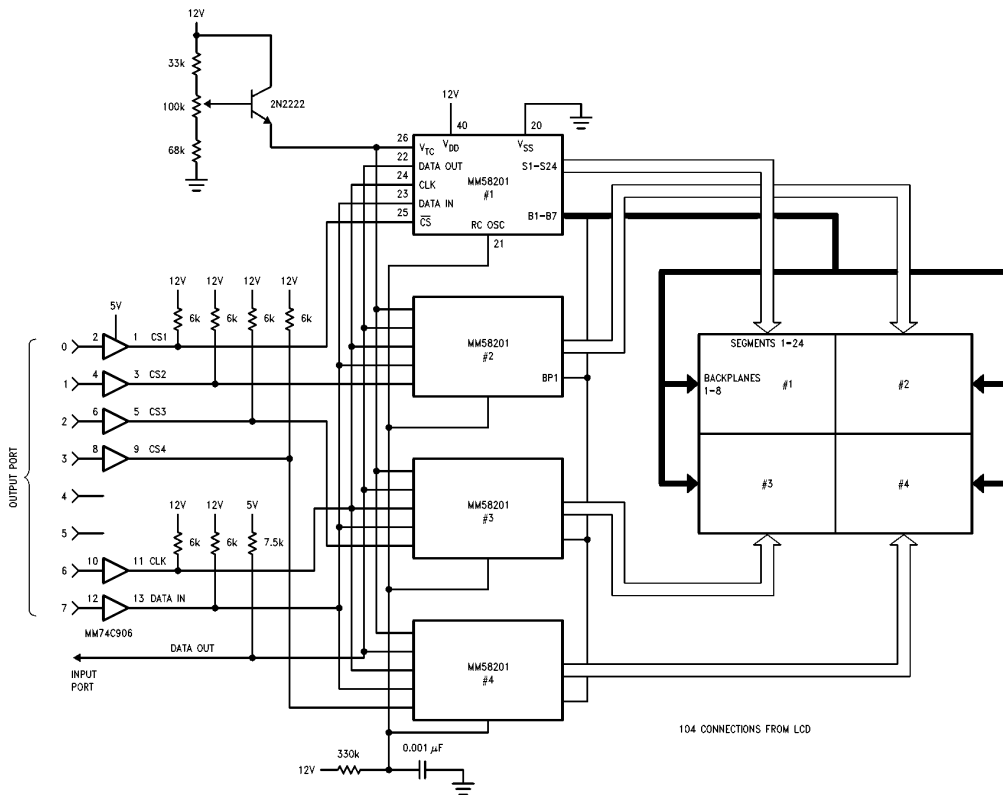 12V
33k
100k
2N2222
68k
12V
40
20
26
V_TC
V_DD
V_SS
22
DATA OUT
S1–S24
24
CLK
MM58201
#1
23
DATA IN
25
C̅S̅
B1–B7
RC OSC
21
12V
12V
12V
12V
5V
6k
6k
6k
6k
0
2
1
CS1
1
4
3
CS2
2
6
5
CS3
3
8
9
CS4
4
5
12V
12V
5V
6k
6k
7.5k
6
10
11
CLK
7
12
13
DATA IN
MM74C906
OUTPUT PORT
DATA OUT
INPUT
PORT
MM58201
#2
BP1
MM58201
#3
MM58201
#4
SEGMENTS 1–24
BACKPLANES
1–8
#1
#2
#3
#4
104 CONNECTIONS FROM LCD
12V
330k
0.001 μF